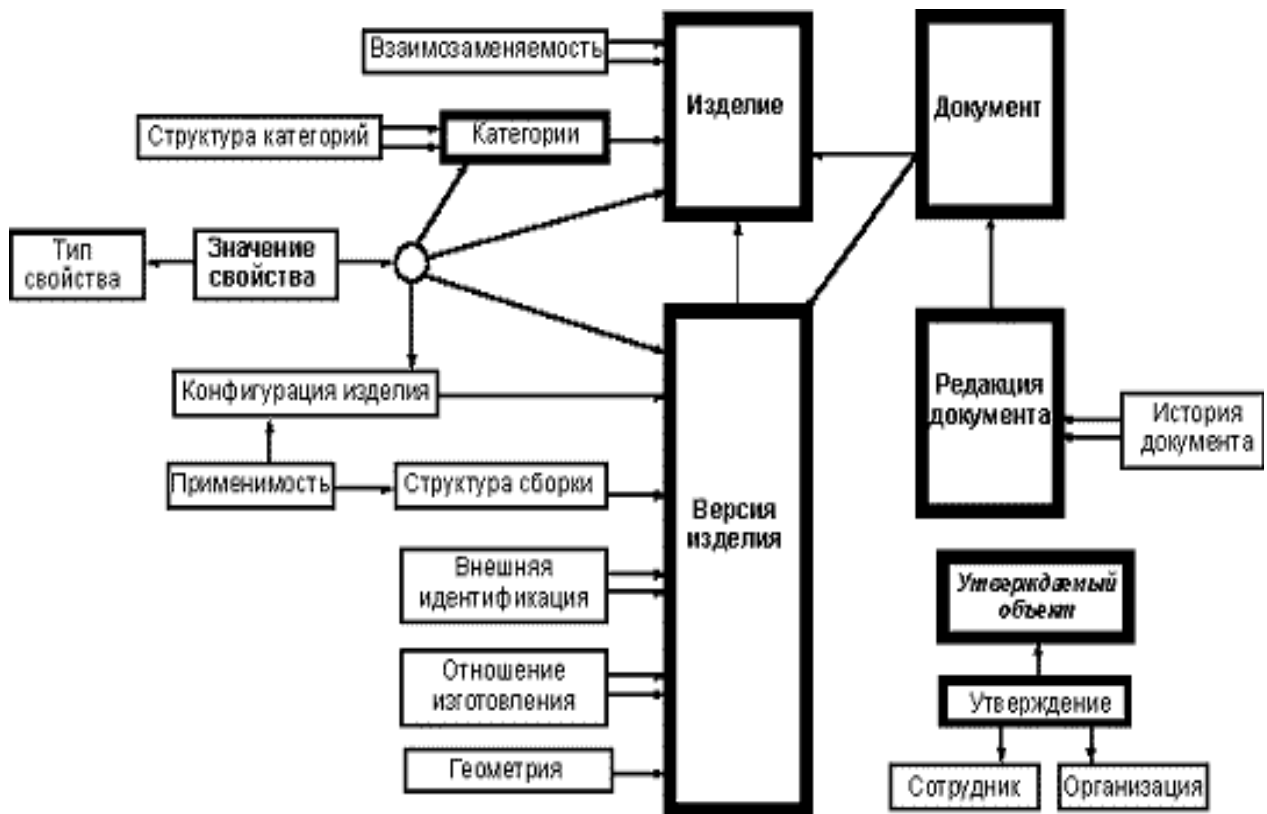 Взаимозаменяемость
Изделие
Документ
Структура категорий
Категории
Тип
свойства
Значение
свойства
Конфигурация изделия
Редакция
документа
История
документа
Применимость
Структура сборки
Версия
изделия
Внешняя
идентификация
Утверждаемый
объект
Отношение
изготовления
Утверждение
Геометрия
Сотрудник
Организация